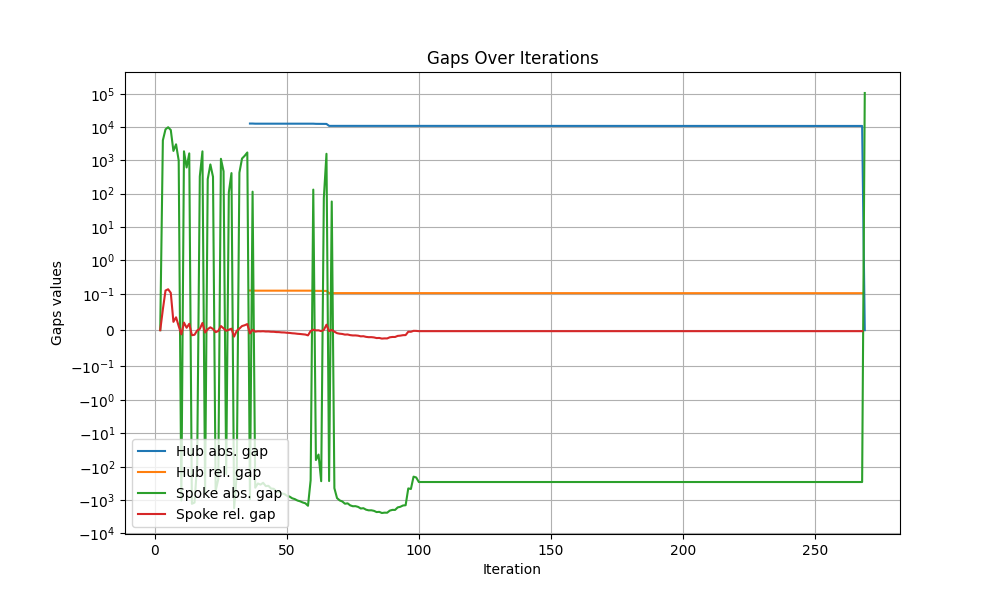 Gaps Over Iterations
Gaps values
10⁵
10⁴
10³
10²
10¹
10⁰
10⁻¹
0
−10⁻¹
−10⁰
−10¹
−10²
−10³
−10⁴
Hub abs. gap
Hub rel. gap
Spoke abs. gap
Spoke rel. gap
0 50 100 150 200 250
Iteration